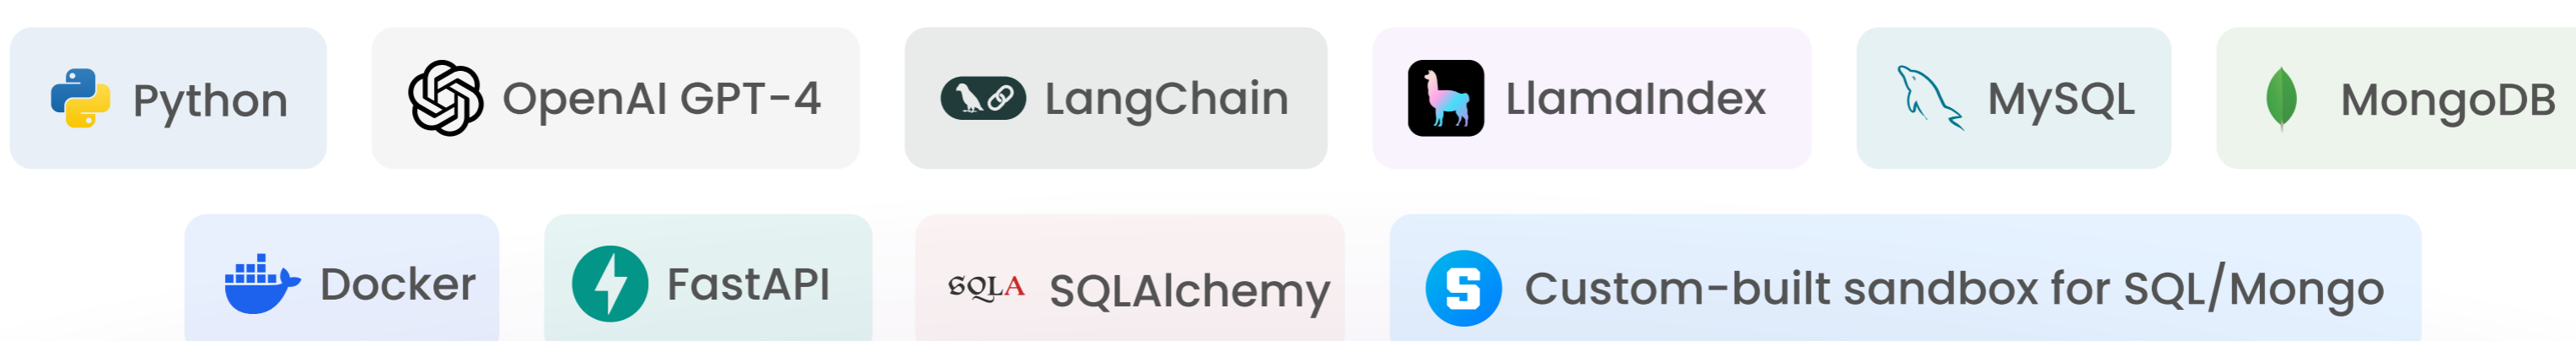 Python OpenAI GPT-4 LangChain LlamaIndex MySQL MongoDB
Docker FastAPI SQLA SQLAlchemy S Custom-built sandbox for SQL/Mongo